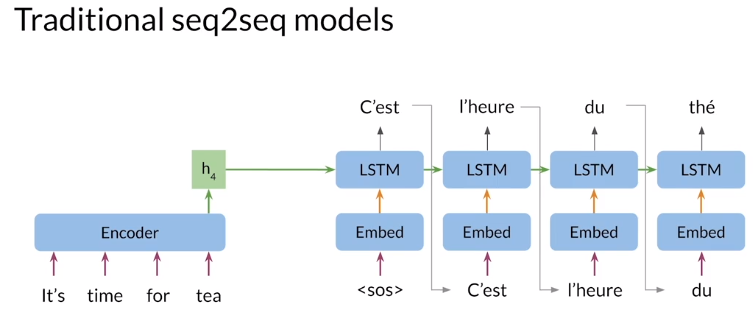 Traditional seq2seq models
C'est l'heure du thé
h4
LSTM LSTM LSTM LSTM
Encoder
Embed Embed Embed Embed
It's time for tea
<sos> C'est l'heure du